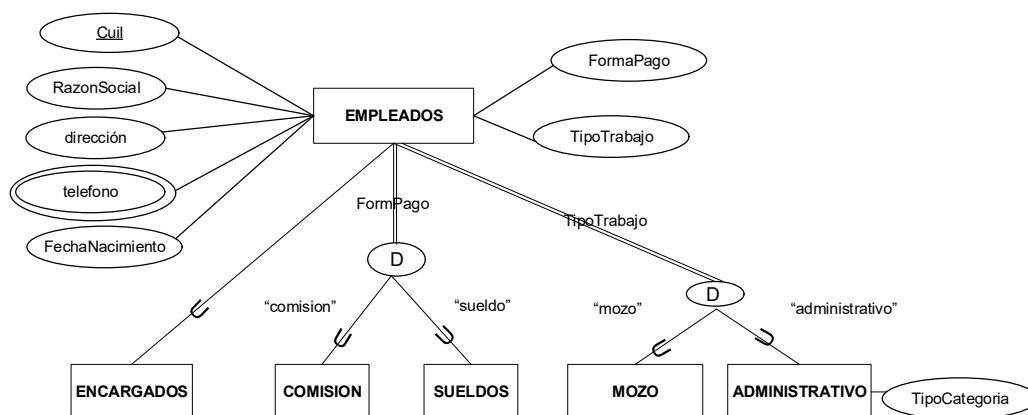 Cuil
FormaPago
RazonSocial
EMPLEADOS
dirección
TipoTrabajo
telefono
FormPago
TipoTrabajo
FechaNacimiento
D
D
“comision”
“sueldo”
“mozo”
“administrativo”
ENCARGADOS
COMISION
SUELDOS
MOZO
ADMINISTRATIVO
TipoCategoria